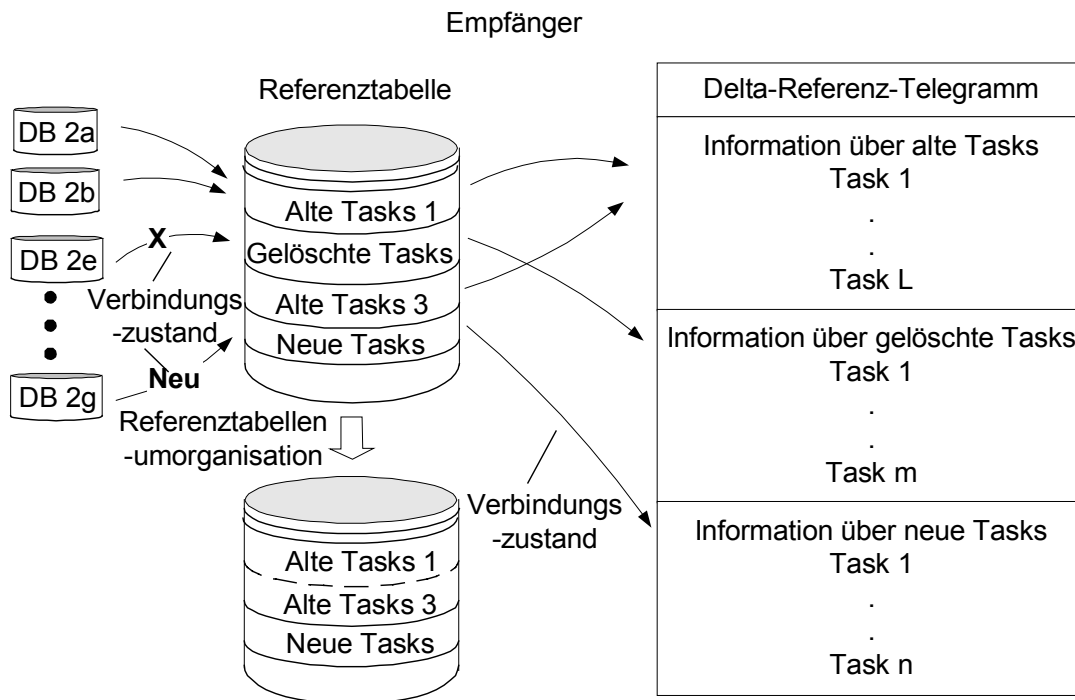 Empfänger
Referenztabelle
DB 2a
DB 2b
DB 2e
DB 2g
X
Verbindungs
-zustand
Neu
Alte Tasks 1
Gelöschte Tasks
Alte Tasks 3
Neue Tasks
Referenztabellen
-umorganisation
Alte Tasks 1
Alte Tasks 3
Neue Tasks
Verbindungs
-zustand
Delta-Referenz-Telegramm
Information über alte Tasks
Task 1
.
.
Task L
Information über gelöschte Tasks
Task 1
.
.
Task m
Information über neue Tasks
Task 1
.
.
Task n